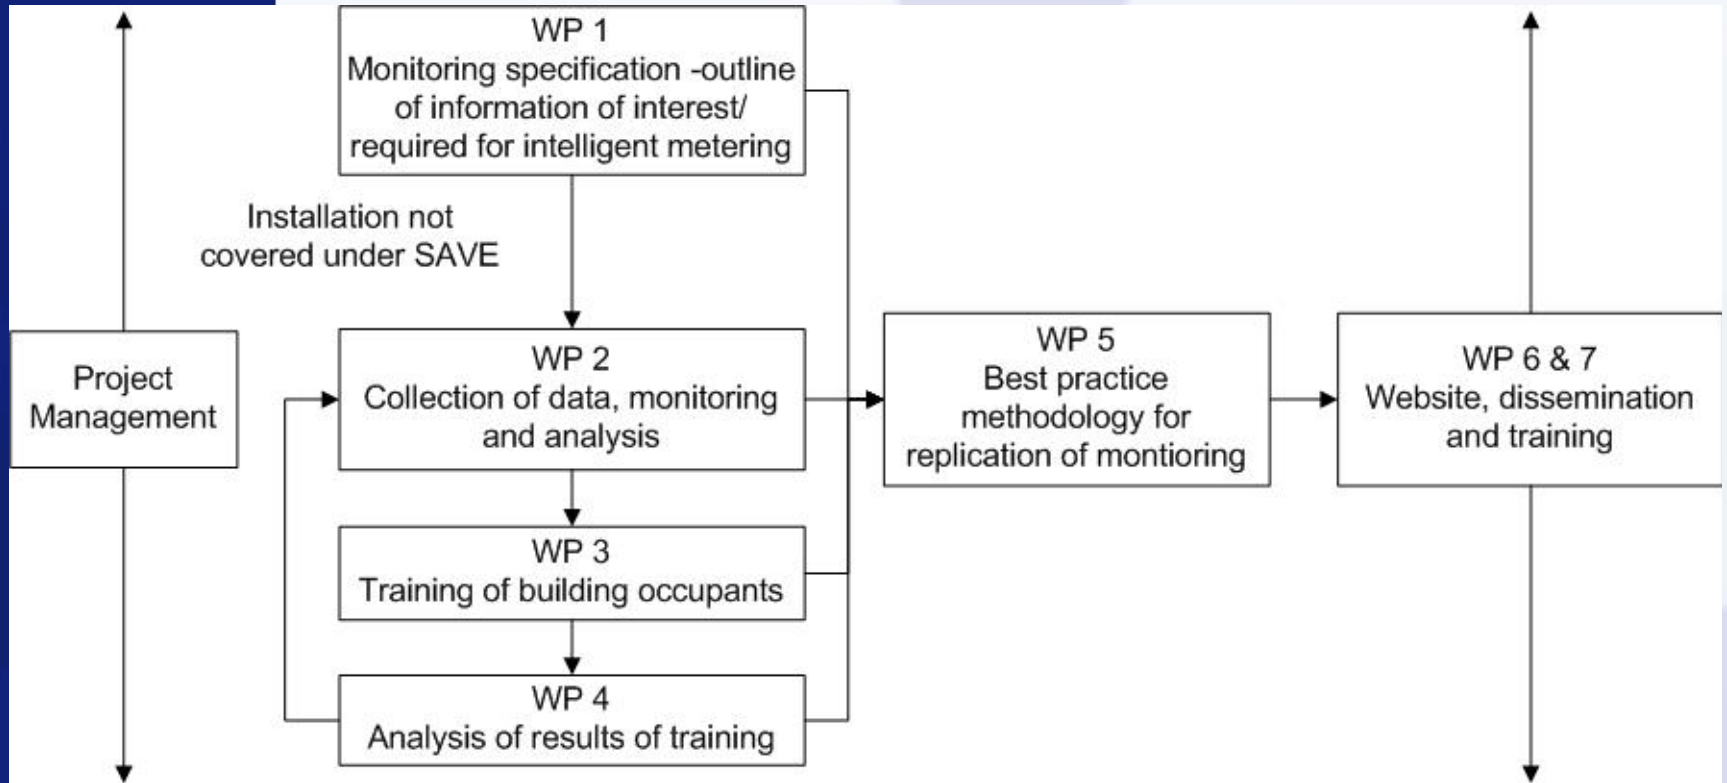 WP 1
Monitoring specification -outline
of information of interest/
required for intelligent metering
Installation not
covered under SAVE
Project
Management
WP 2
Collection of data, monitoring
and analysis
WP 3
Training of building occupants
WP 4
Analysis of results of training
WP 5
Best practice
methodology for
replication of montioring
WP 6 & 7
Website, dissemination
and training